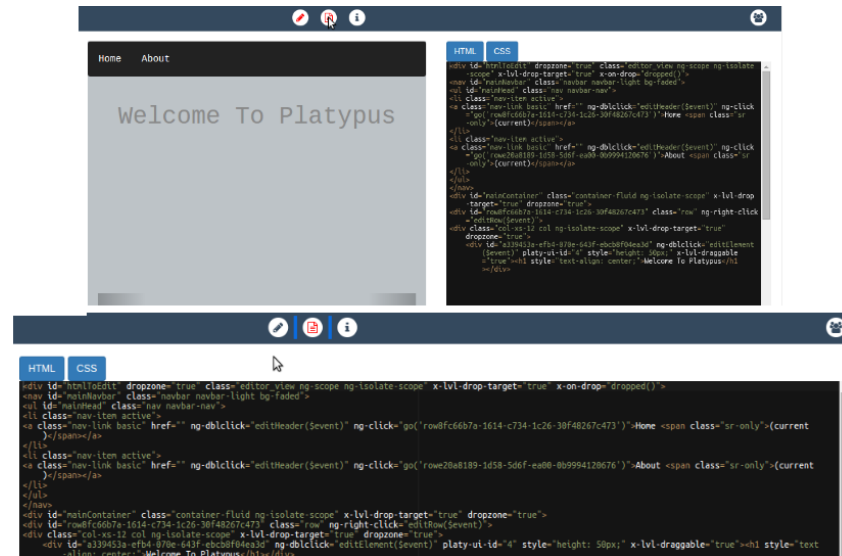 Home About
Welcome To Platypus
HTML CSS
<div id="htmlToEdit" dropzone="true" class="editor_view ng-scope ng-isolate
-scope" x-lvl-drop-target="true" x-on-drop="dropped()">
<nav id="mainNavbar" class="navbar navbar-light bg-faded">
<ul id="mainHead" class="nav navbar-nav">
<li class="nav-item active">
<a class="nav-link basic" href="" ng-dblclick="editHeader($event)" ng-click
="go('row8fc66b7a-1614-c734-1c26-30f48267c473')">Home <span class="sr
-only">(current)</span></a>
</li>
<li class="nav-item active">
<a class="nav-link basic" href="" ng-dblclick="editHeader($event)" ng-click
="go('rowe20a8189-1d58-5d6f-ea00-0b9994120676')">About <span class="sr
-only">(current)</span></a>
</li>
</ul>
</nav>
<div id="mainContainer" class="container-fluid ng-isolate-scope" x-lvl-drop
-target="true" dropzone="true">
<div id="row8fc66b7a-1614-c734-1c26-30f48267c473" class="row" ng-right-click
="editRow($event)">
<div class="col-xs-12 col ng-isolate-scope" x-lvl-drop-target="true"
dropzone="true">
<div id="a339453a-efb4-070e-643f-ebcb8f04ea3d" ng-dblclick="editElement
($event)" platy-ui-id="4" style="height: 50px;" x-lvl-draggable
="true"><h1 style="text-align: center;">Welcome To Platypus</h1
></div>
HTML CSS
<div id="htmlToEdit" dropzone="true" class="editor_view ng-scope ng-isolate-scope" x-lvl-drop-target="true" x-on-drop="dropped()">
<nav id="mainNavbar" class="navbar navbar-light bg-faded">
<ul id="mainHead" class="nav navbar-nav">
<li class="nav-item active">
<a class="nav-link basic" href="" ng-dblclick="editHeader($event)" ng-click="go('row8fc66b7a-1614-c734-1c26-30f48267c473')">Home <span class="sr-only">(current
)</span></a>
</li>
<li class="nav-item active">
<a class="nav-link basic" href="" ng-dblclick="editHeader($event)" ng-click="go('rowe20a8189-1d58-5d6f-ea00-0b9994120676')">About <span class="sr-only">(current
)</span></a>
</li>
</ul>
</nav>
<div id="mainContainer" class="container-fluid ng-isolate-scope" x-lvl-drop-target="true" dropzone="true">
<div id="row8fc66b7a-1614-c734-1c26-30f48267c473" class="row" ng-right-click="editRow($event)">
<div class="col-xs-12 col ng-isolate-scope" x-lvl-drop-target="true" dropzone="true">
<div id="a339453a-efb4-070e-643f-ebcb8f04ea3d" ng-dblclick="editElement($event)" platy-ui-id="4" style="height: 50px;" x-lvl-draggable="true"><h1 style="text
-align: center;">Welcome To Platypus</h1></div>